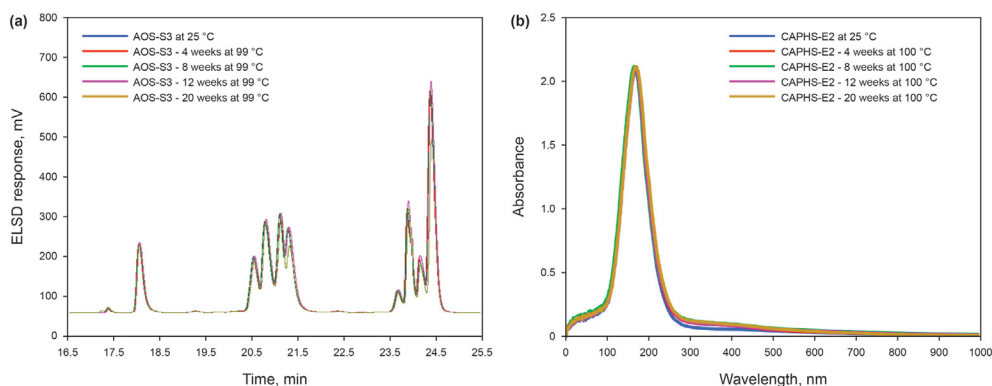 (a)
AOS-S3 at 25 °C
AOS-S3 - 4 weeks at 99 °C
AOS-S3 - 8 weeks at 99 °C
AOS-S3 - 12 weeks at 99 °C
AOS-S3 - 20 weeks at 99 °C
ELSD response, mV
800
700
600
500
400
300
200
100
0
16.5 17.5 18.5 19.5 20.5 21.5 22.5 23.5 24.5 25.5
Time, min
(b)
CAPHS-E2 at 25 °C
CAPHS-E2 - 4 weeks at 100 °C
CAPHS-E2 - 8 weeks at 100 °C
CAPHS-E2 - 12 weeks at 100 °C
CAPHS-E2 - 20 weeks at 100 °C
Absorbance
2.5
2.0
1.5
1.0
0.5
0
0 100 200 300 400 500 600 700 800 900 1000
Wavelength, nm